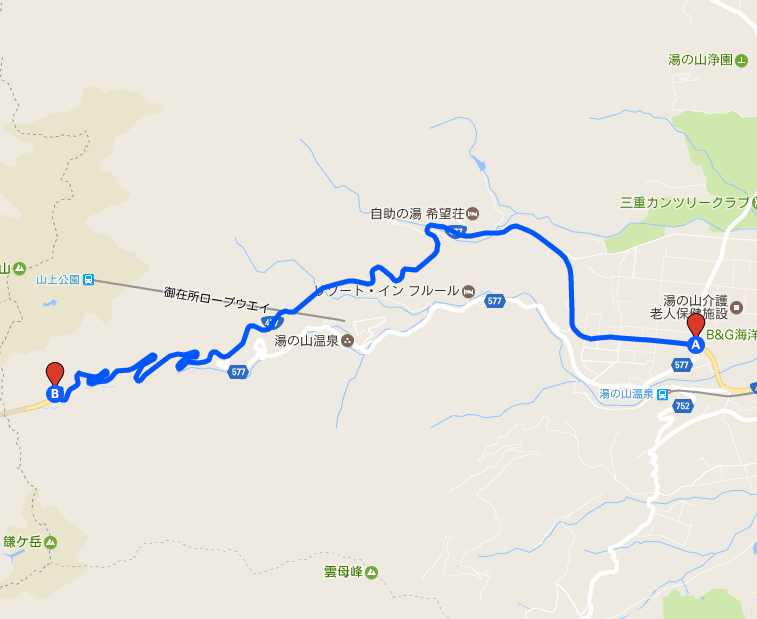 湯の山浄園
三重カンツリークラブ
自助の湯 希望荘
山
山上公園
御在所ロープウエイ
リゾート・イン フルール
577
湯の山介護
老人保健施設
B&G海洋
A
湯の山温泉
577
577
B
湯の山温泉
752
鎌ケ岳
雲母峰